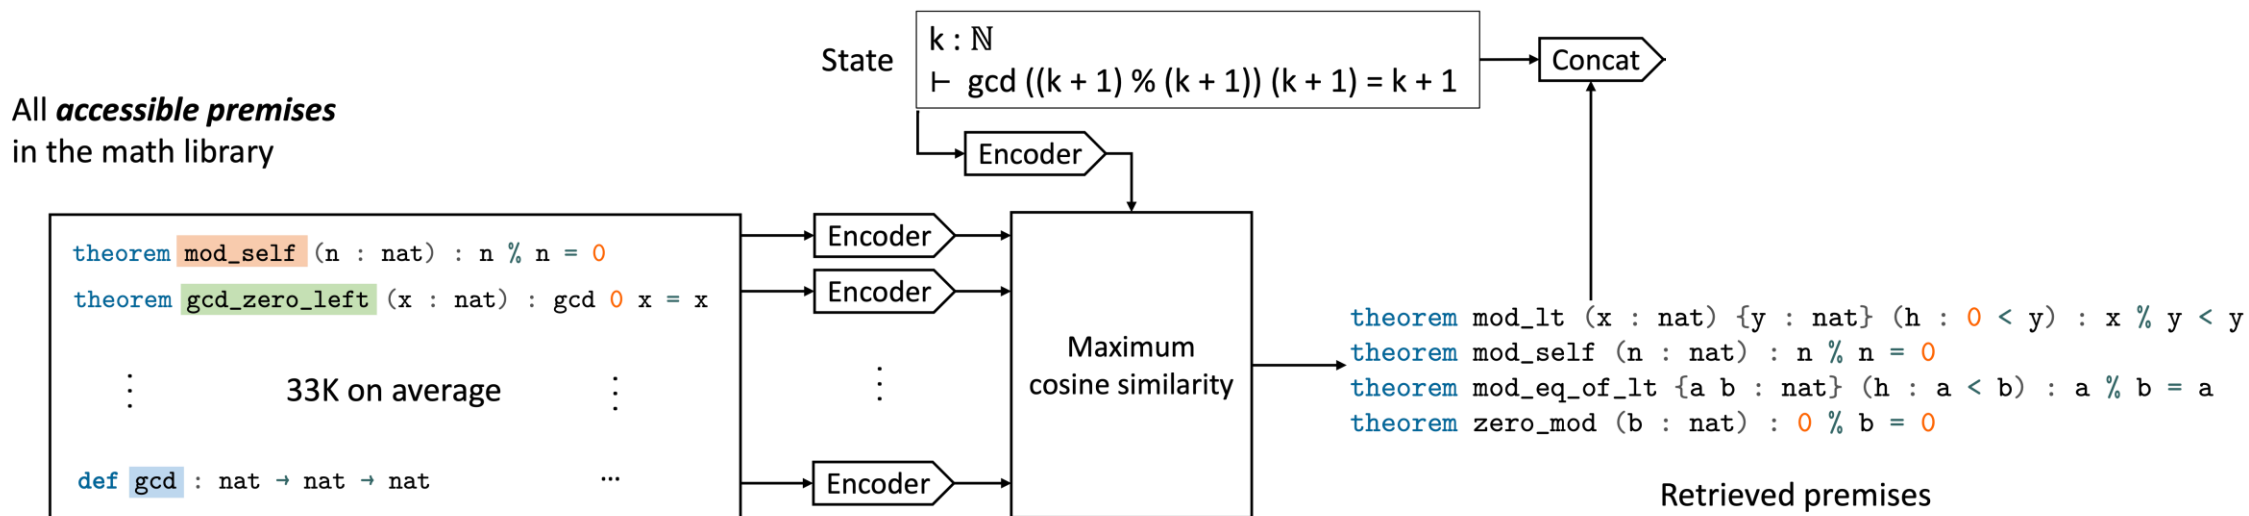 State
k : ℕ
⊢ gcd ((k + 1) % (k + 1)) (k + 1) = k + 1
Concat
All accessible premises
in the math library
Encoder
theorem mod_self (n : nat) : n % n = 0
theorem gcd_zero_left (x : nat) : gcd 0 x = x
⋮ 33K on average ⋮
def gcd : nat → nat → nat ...
Encoder
Encoder
⋮
Encoder
Maximum
cosine similarity
theorem mod_lt (x : nat) {y : nat} (h : 0 < y) : x % y < y
theorem mod_self (n : nat) : n % n = 0
theorem mod_eq_of_lt {a b : nat} (h : a < b) : a % b = a
theorem zero_mod (b : nat) : 0 % b = 0
Retrieved premises